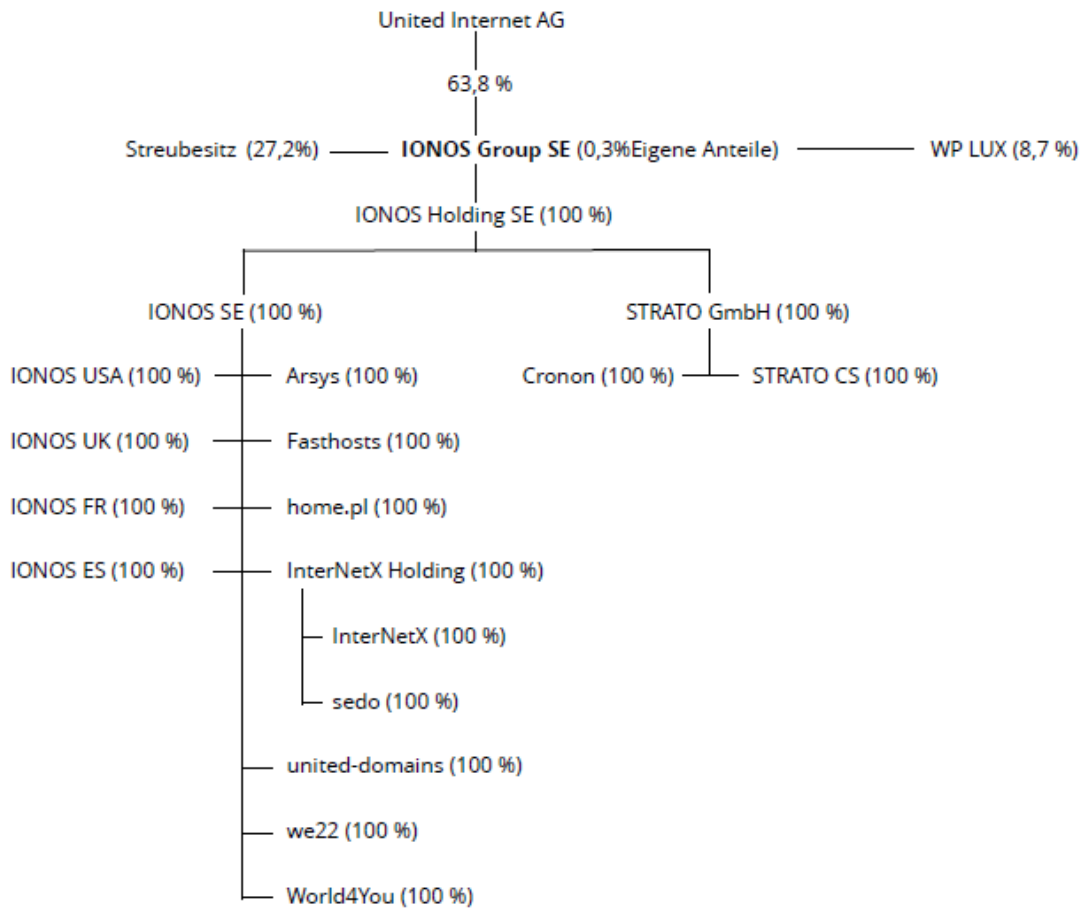 United Internet AG
63,8 %
Streubesitz (27,2%) IONOS Group SE (0,3%Eigene Anteile) WP LUX (8,7 %)
IONOS Holding SE (100 %)
IONOS SE (100 %) STRATO GmbH (100 %)
IONOS USA (100 %) Arsys (100 %) Cronon (100 %) STRATO CS (100 %)
IONOS UK (100 %) Fasthosts (100 %)
IONOS FR (100 %) home.pl (100 %)
IONOS ES (100 %) InterNetX Holding (100 %)
InterNetX (100 %)
sedo (100 %)
united-domains (100 %)
we22 (100 %)
World4You (100 %)